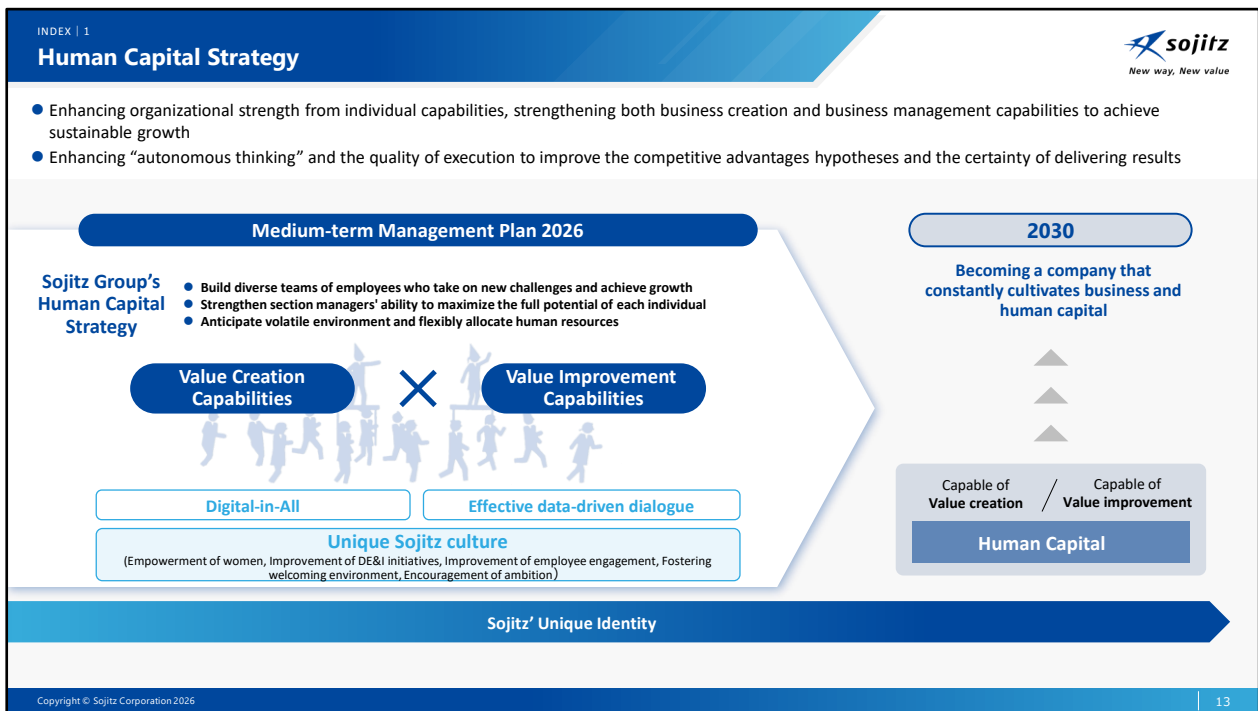 INDEX | 1
Human Capital Strategy
sojitz
New way, New value
● Enhancing organizational strength from individual capabilities, strengthening both business creation and business management capabilities to achieve
sustainable growth
● Enhancing “autonomous thinking” and the quality of execution to improve the competitive advantages hypotheses and the certainty of delivering results
Medium-term Management Plan 2026
Sojitz Group’s
Human Capital
Strategy
● Build diverse teams of employees who take on new challenges and achieve growth
● Strengthen section managers' ability to maximize the full potential of each individual
● Anticipate volatile environment and flexibly allocate human resources
Value Creation
Capabilities
×
Value Improvement
Capabilities
Digital-in-All
Effective data-driven dialogue
Unique Sojitz culture
(Empowerment of women, Improvement of DE&I initiatives, Improvement of employee engagement, Fostering
welcoming environment, Encouragement of ambition)
2030
Becoming a company that
constantly cultivates business and
human capital
Capable of
Value creation
/
Capable of
Value improvement
Human Capital
Sojitz’ Unique Identity
Copyright © Sojitz Corporation 2026
13